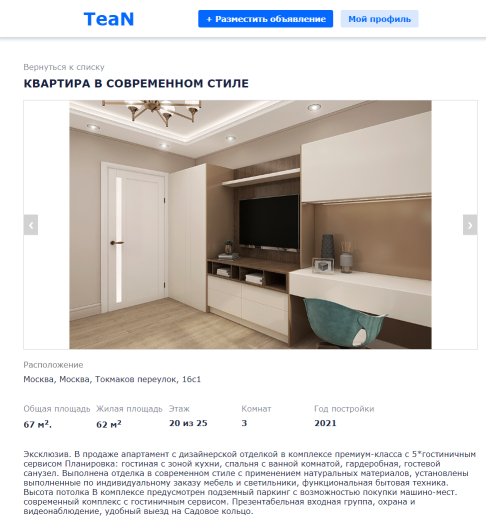 TeaN
+ Разместить объявление
Мой профиль
Вернуться к списку
КВАРТИРА В СОВРЕМЕННОМ СТИЛЕ
Расположение
Москва, Москва, Токмаков переулок, 16с1
Общая площадь Жилая площадь Этаж Комнат Год постройки
67 м². 62 м² 20 из 25 3 2021
Эксклюзив. В продаже апартамент с дизайнерской отделкой в комплексе премиум-класса с 5*гостиничным
сервисом Планировка: гостиная с зоной кухни, спальня с ванной комнатой, гардеробная, гостевой
санузел. Выполнена отделка в современном стиле с применением натуральных материалов, установлены
выполненные по индивидуальному заказу мебель и светильники, функциональная бытовая техника.
Высота потолка В комплексе предусмотрен подземный паркинг с возможностью покупки машино-мест.
современный комплекс с гостиничным сервисом. Презентабельная входная группа, охрана и
видеонаблюдение, удобный выезд на Садовое кольцо.